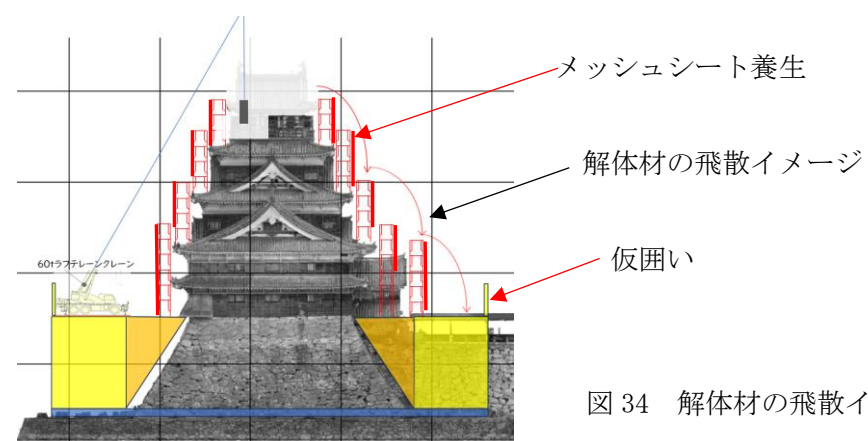 メッシュシート養生
解体材の飛散イメージ
仮囲い
60tラフテレーンクレーン
図 34　解体材の飛散イ